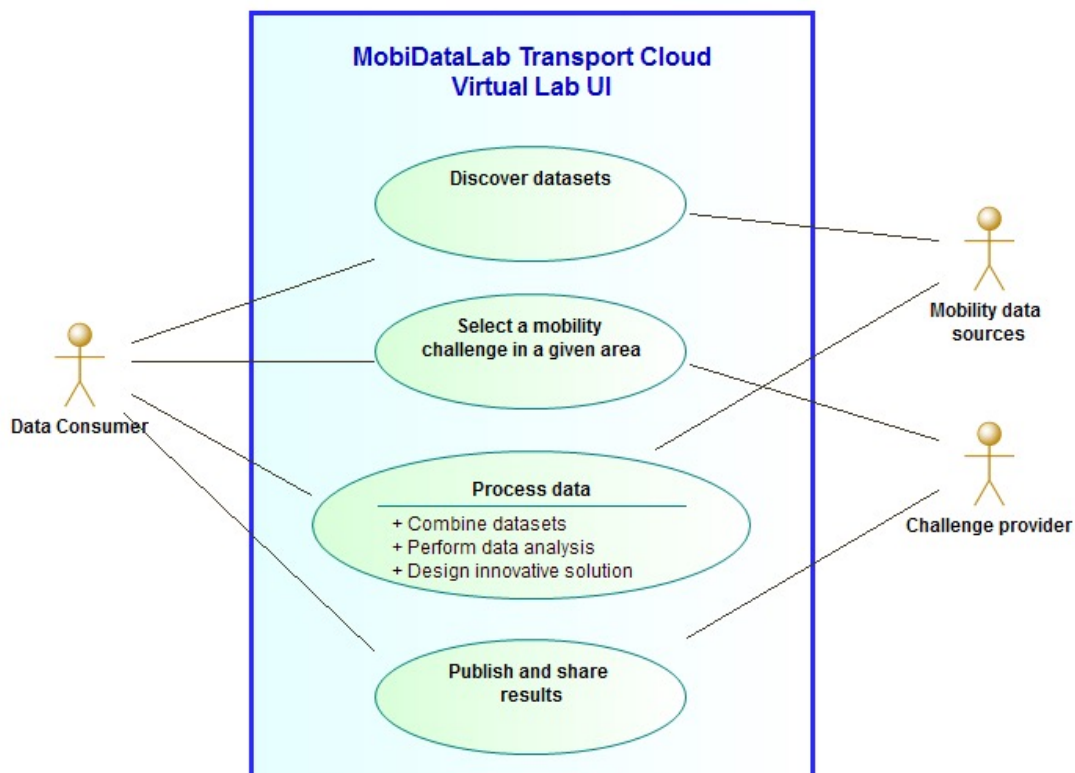 MobiDataLab Transport Cloud
Virtual Lab UI
Discover datasets
Select a mobility
challenge in a given area
Process data
+ Combine datasets
+ Perform data analysis
+ Design innovative solution
Publish and share
results
Data Consumer
Mobility data
sources
Challenge provider